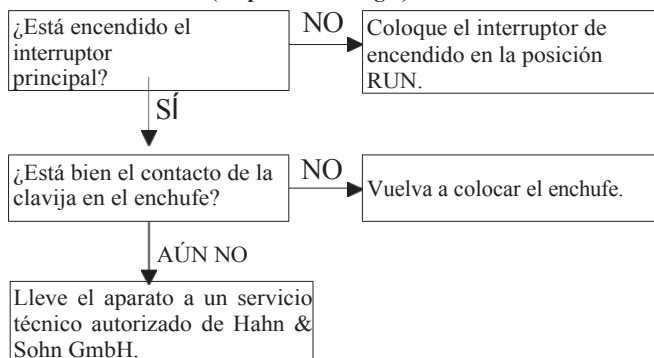 ¿Está encendido el
interruptor
principal?
NO
Coloque el interruptor de
encendido en la posición
RUN.
SÍ
¿Está bien el contacto de la
clavija en el enchufe?
NO
Vuelva a colocar el enchufe.
AÚN NO
Lleve el aparato a un servicio
técnico autorizado de Hahn &
Sohn GmbH.